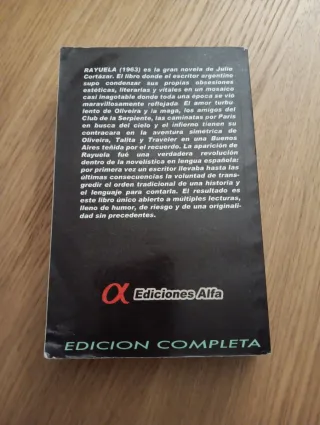 RAYUELA (1963) es la gran novela de Julio
Cortázar. El libro donde el escritor argentino
supo condensar sus propias obsesiones
estéticas, literarias y vitales en un mosaico
casi inagotable donde toda una época se vió
maravillosamente reflejada. El amor turbu-
lento de Oliveira y la maga, los amigos del
Club de la Serpiente, las caminatas por París
en busca del cielo y el infierno tienen su
contracara en la aventura simétrica de
Oliveira, Talita y Traveler en una Buenos
Aires teñida por el recuerdo. La aparición de
Rayuela fué una verdadera revolución
dentro de la novelística en lengua española:
por primera vez un escritor llevaba hasta las
últimas consecuencias la voluntad de trans-
gredir el orden tradicional de una historia y
el lenguaje para contarla. El resultado es
este libro único abierto a múltiples lecturas,
lleno de humor, de riesgo y de una originali-
dad sin precedentes.
α Ediciones Alfa
EDICION COMPLETA